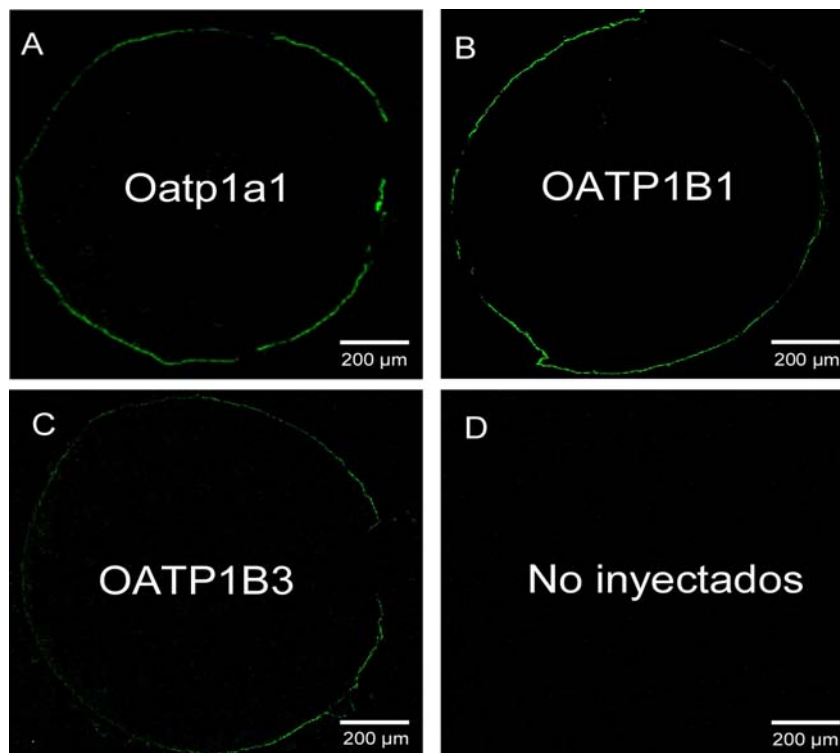 A
Oatp1a1
200 µm
B
OATP1B1
200 µm
C
OATP1B3
200 µm
D
No inyectados
200 µm